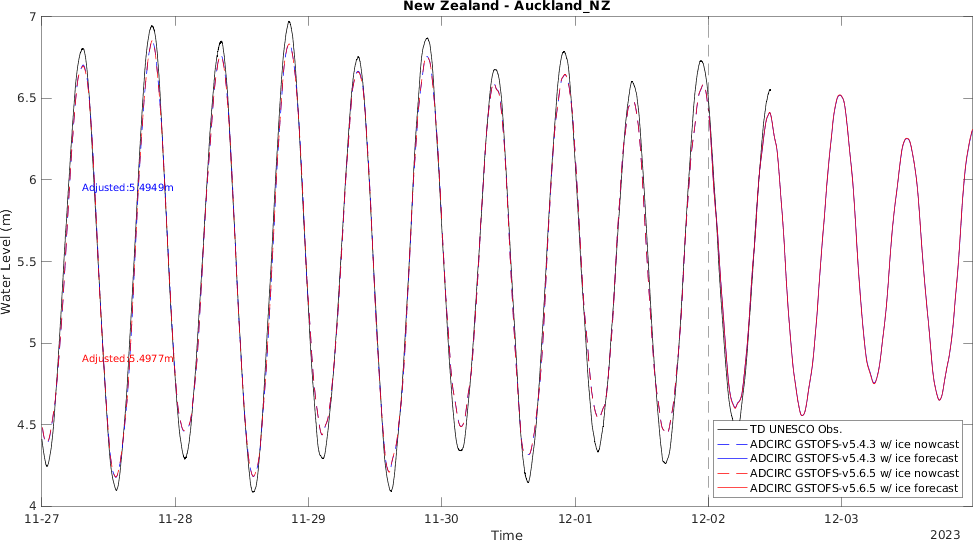 New Zealand - Auckland_NZ
7
6.5
6
5.5
5
4.5
4
Water Level (m)
Adjusted:5.4949m
Adjusted:5.4977m
TD UNESCO Obs.
ADCIRC GSTOFS-v5.4.3 w/ ice nowcast
ADCIRC GSTOFS-v5.4.3 w/ ice forecast
ADCIRC GSTOFS-v5.6.5 w/ ice nowcast
ADCIRC GSTOFS-v5.6.5 w/ ice forecast
11-27
11-28
11-29
11-30
12-01
12-02
12-03
Time
2023